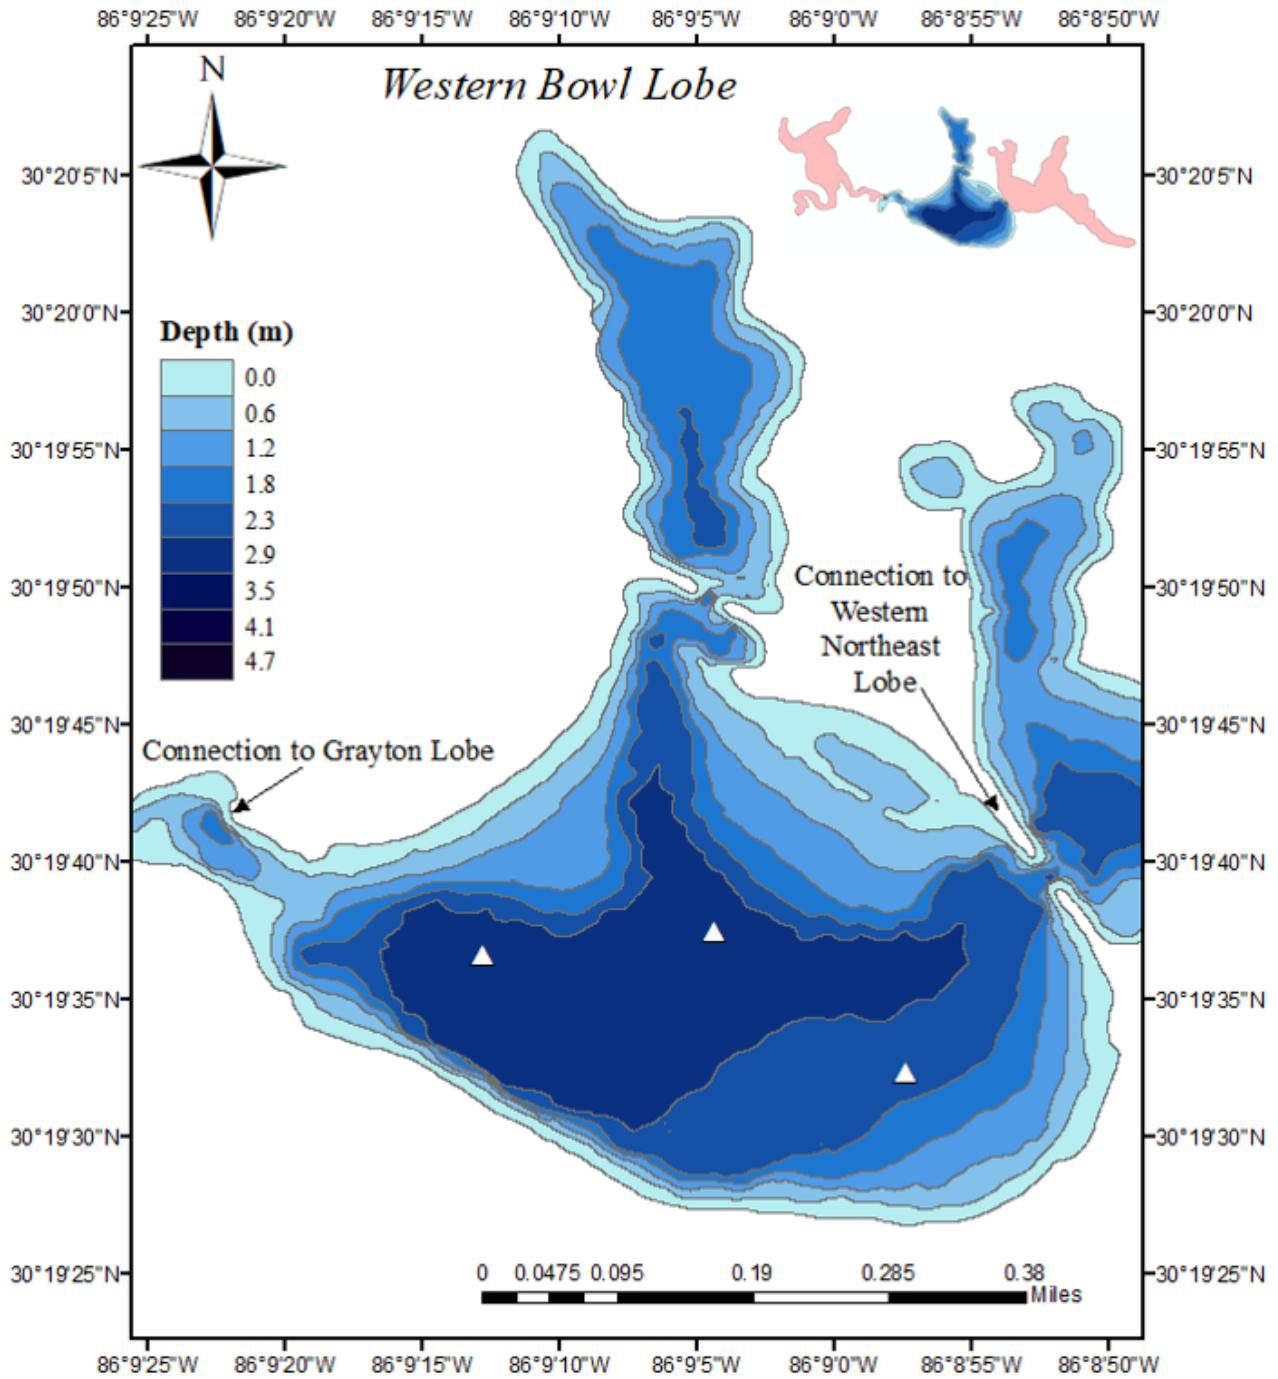 86°9'25"W 86°9'20"W 86°9'15"W 86°9'10"W 86°9'5"W 86°9'0"W 86°8'55"W 86°8'50"W
N
Western Bowl Lobe
30°20'5"N 30°20'5"N
30°20'0"N 30°20'0"N
Depth (m)
0.0
0.6
1.2
1.8
2.3
2.9
3.5
4.1
4.7
30°19'55"N 30°19'55"N
30°19'50"N 30°19'50"N
Connection to
Western
Northeast
Lobe
30°19'45"N 30°19'45"N
Connection to Grayton Lobe
30°19'40"N 30°19'40"N
30°19'35"N 30°19'35"N
30°19'30"N 30°19'30"N
30°19'25"N 30°19'25"N
0 0.0475 0.095 0.19 0.285 0.38
Miles
86°9'25"W 86°9'20"W 86°9'15"W 86°9'10"W 86°9'5"W 86°9'0"W 86°8'55"W 86°8'50"W